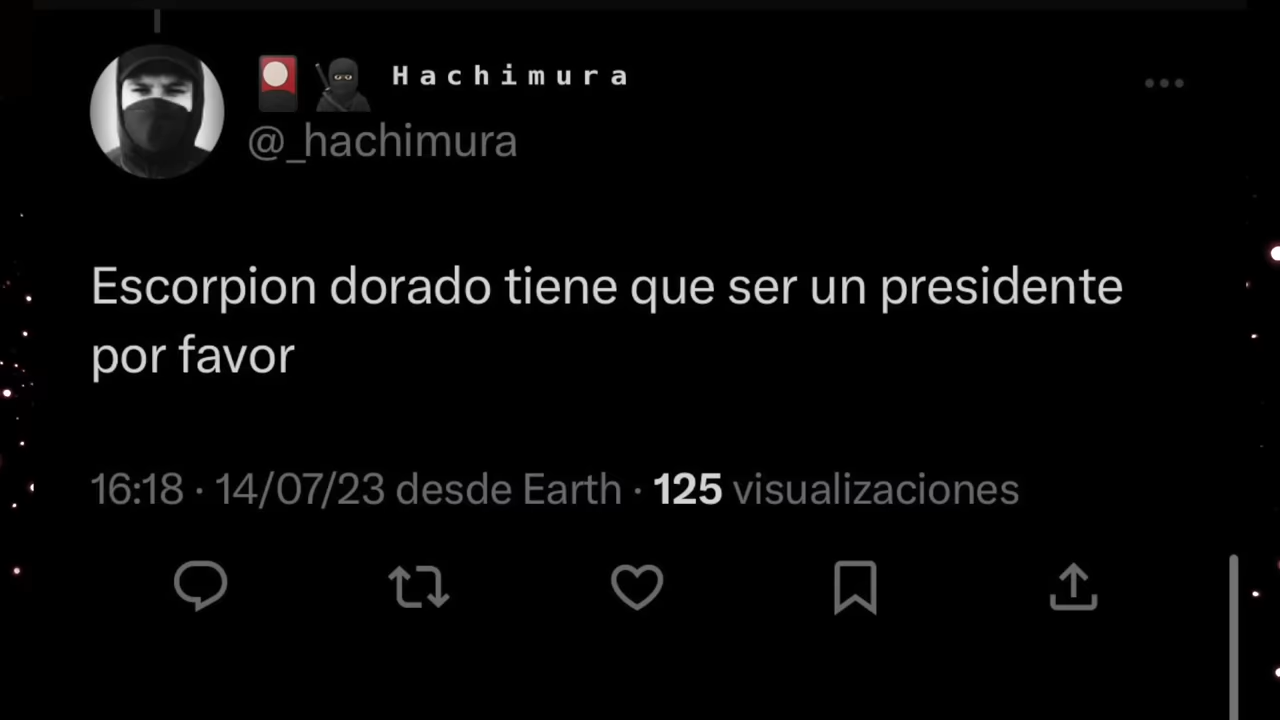 🎴 🥷 Hachimura
@_hachimura
Escorpion dorado tiene que ser un presidente
por favor
16:18 · 14/07/23 desde Earth · 125 visualizaciones